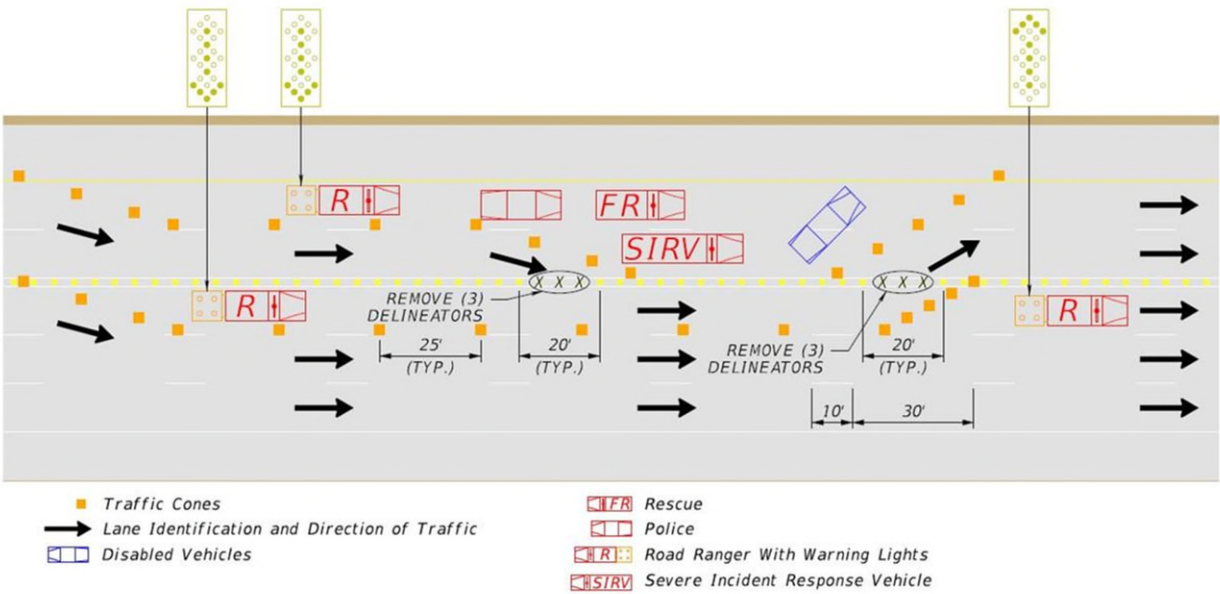 R
FR
SIRV
R
X X X
X X X
R
REMOVE (3)
DELINEATORS
25'
(TYP.)
20'
(TYP.)
REMOVE (3)
DELINEATORS
20'
(TYP.)
10'
30'
Traffic Cones
Lane Identification and Direction of Traffic
Disabled Vehicles
FR Rescue
Police
R Road Ranger With Warning Lights
SIRV Severe Incident Response Vehicle